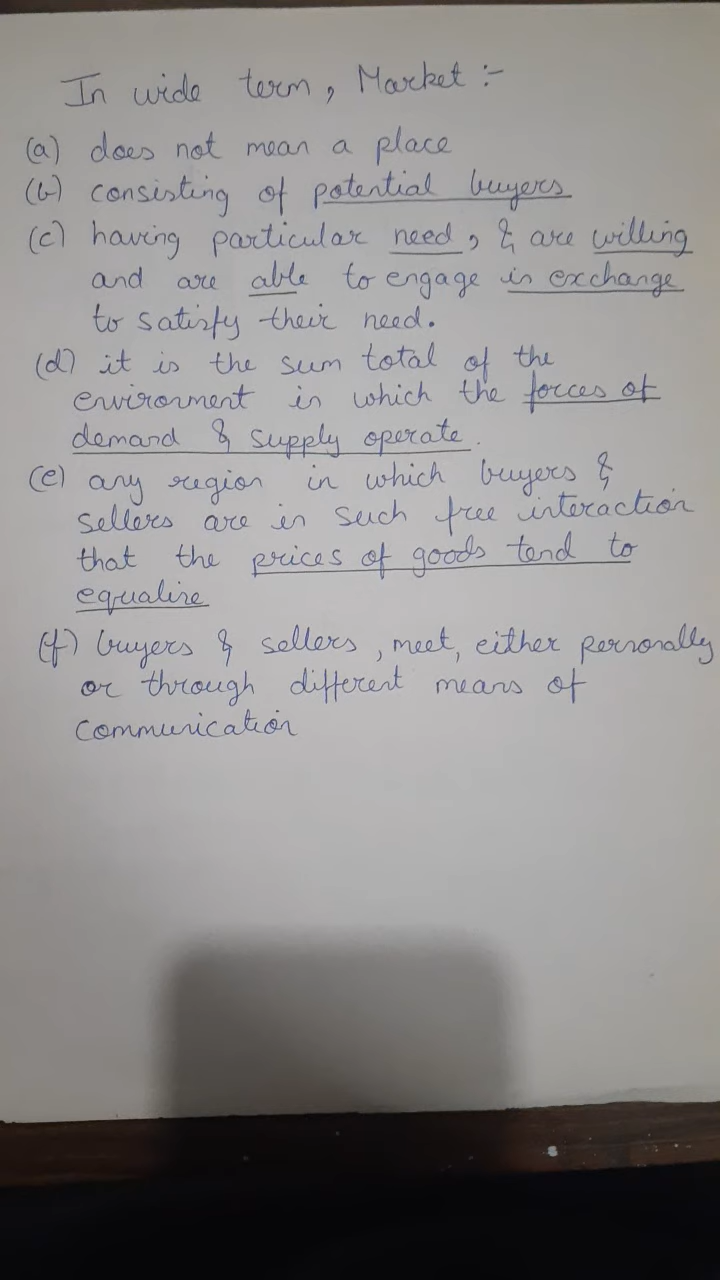 In wide term, Market :-
(a) does not mean a place
(b) consisting of potential buyers
(c) having particular need, & are willing
and are able to engage in exchange
to satisfy their need.
(d) it is the sum total of the
environment in which the forces of
demand & supply operate.
(e) any region in which buyers &
sellers are in such free interaction
that the prices of goods tend to
equalize
(f) buyers & sellers, meet, either personally
or through different means of
communication